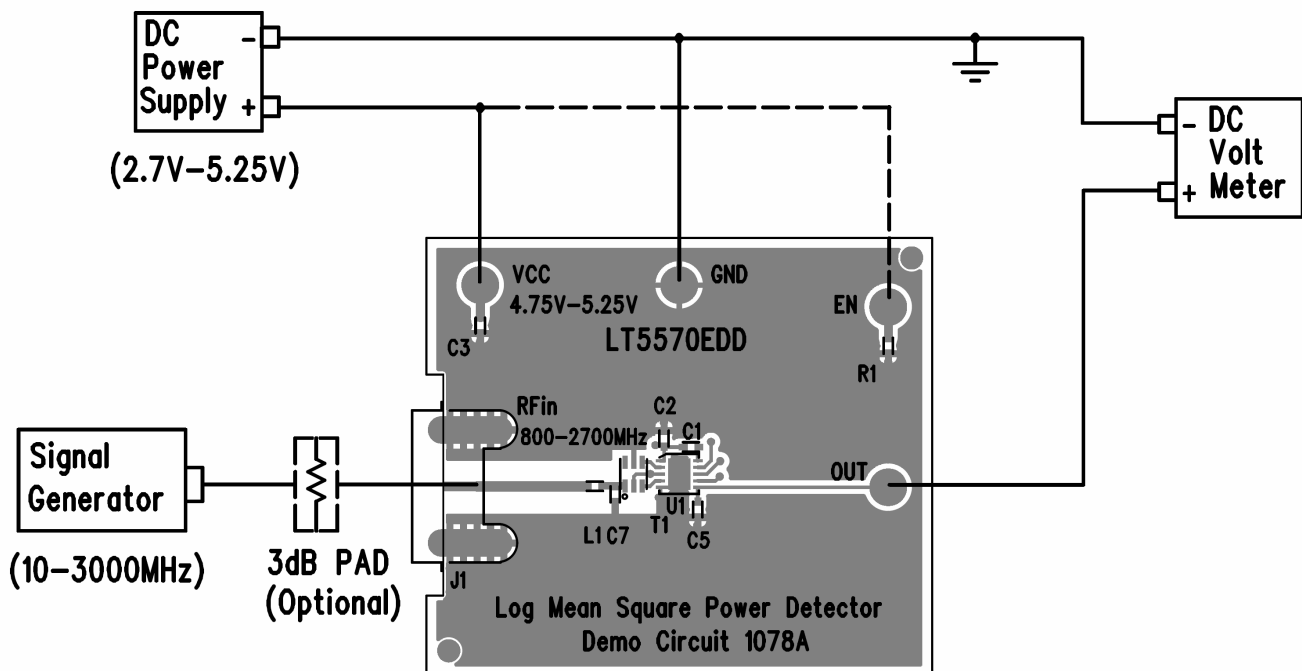 DC -
Power
Supply +
(2.7V-5.25V)
- DC
Volt
+ Meter
VCC
4.75V-5.25V
GND
EN
C3
LT5570EDD
R1
RFin
800-2700MHz
C2
C1
Signal
Generator
(10-3000MHz)
3dB PAD
(Optional)
OUT
U1
L1 C7
T1
C5
J1
Log Mean Square Power Detector
Demo Circuit 1078A